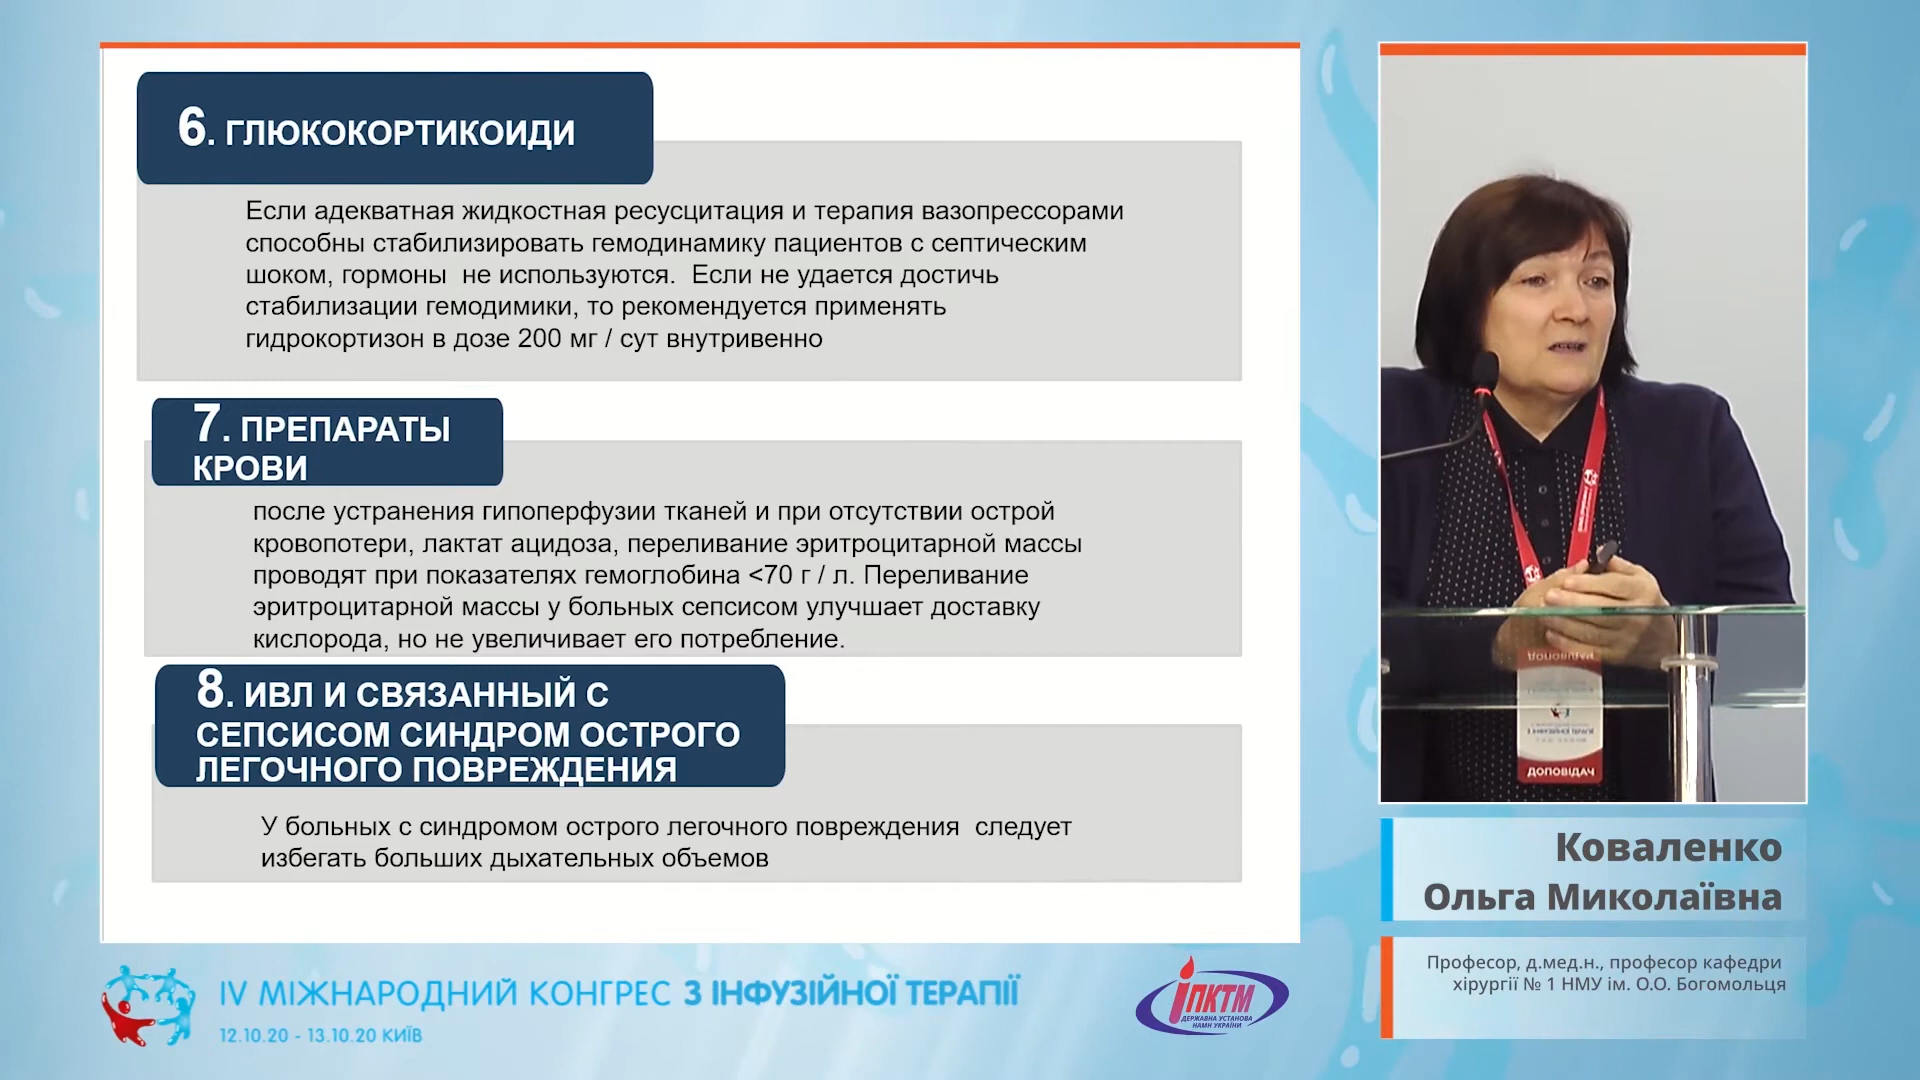 6. ГЛЮКОКОРТИКОИДИ
Если адекватная жидкостная ресусцитация и терапия вазопрессорами
способны стабилизировать гемодинамику пациентов с септическим
шоком, гормоны  не используются.  Если не удается достичь
стабилизации гемодимики, то рекомендуется применять
гидрокортизон в дозе 200 мг / сут внутривенно
7. ПРЕПАРАТЫ
КРОВИ
после устранения гипоперфузии тканей и при отсутствии острой
кровопотери, лактат ацидоза, переливание эритроцитарной массы
проводят при показателях гемоглобина <70 г / л. Переливание
эритроцитарной массы у больных сепсисом улучшает доставку
кислорода, но не увеличивает его потребление.
8. ИВЛ И СВЯЗАННЫЙ С
СЕПСИСОМ СИНДРОМ ОСТРОГО
ЛЕГОЧНОГО ПОВРЕЖДЕНИЯ
У больных с синдромом острого легочного повреждения  следует
избегать больших дыхательных объемов
З ІНФУЗІЙНОЇ ТЕРАПІЇ
ДОПОВІДАЧ
Коваленко
Ольга Миколаївна
Професор, д.мед.н., професор кафедри
хірургії № 1 НМУ ім. О.О. Богомольця
IV МІЖНАРОДНИЙ КОНГРЕС З ІНФУЗІЙНОЇ ТЕРАПІЇ
12.10.20 - 13.10.20 КИЇВ
ІПКТМ
ДЕРЖАВНА УСТАНОВА
НАМН УКРАЇНИ